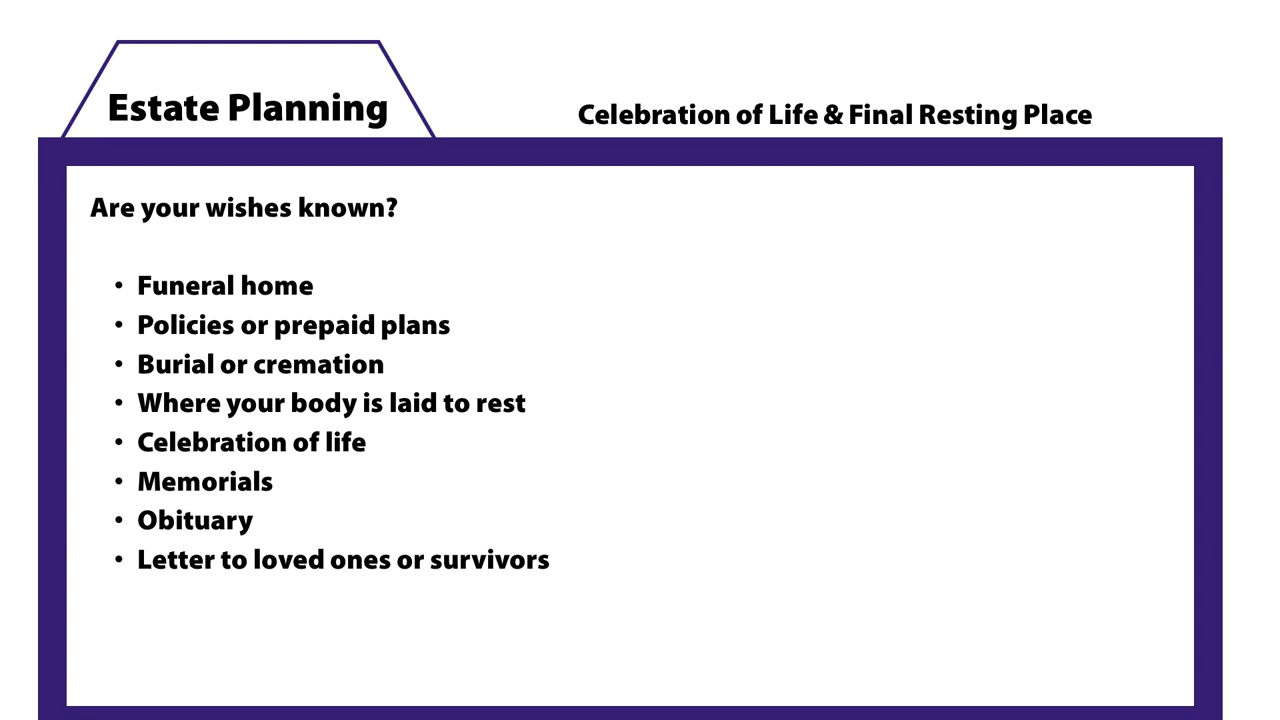 Estate Planning
Celebration of Life & Final Resting Place
Are your wishes known?
• Funeral home
• Policies or prepaid plans
• Burial or cremation
• Where your body is laid to rest
• Celebration of life
• Memorials
• Obituary
• Letter to loved ones or survivors